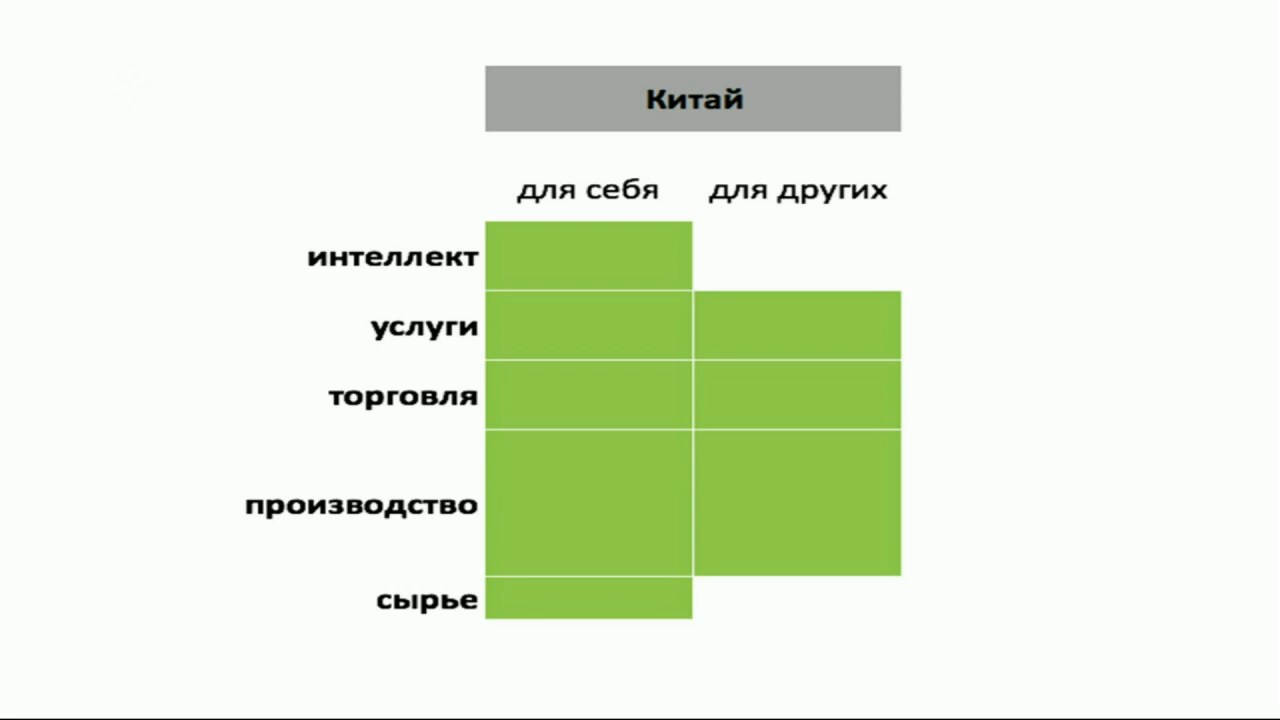 Китай
для себя для других
интеллект
услуги
торговля
производство
сырье